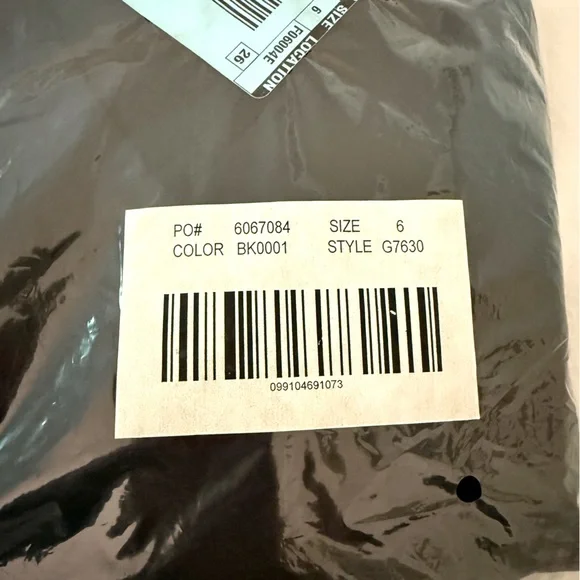 SIZE LOCATION
6 F06004E
26
PO# 6067084 SIZE 6
COLOR BK0001 STYLE G7630
099104691073